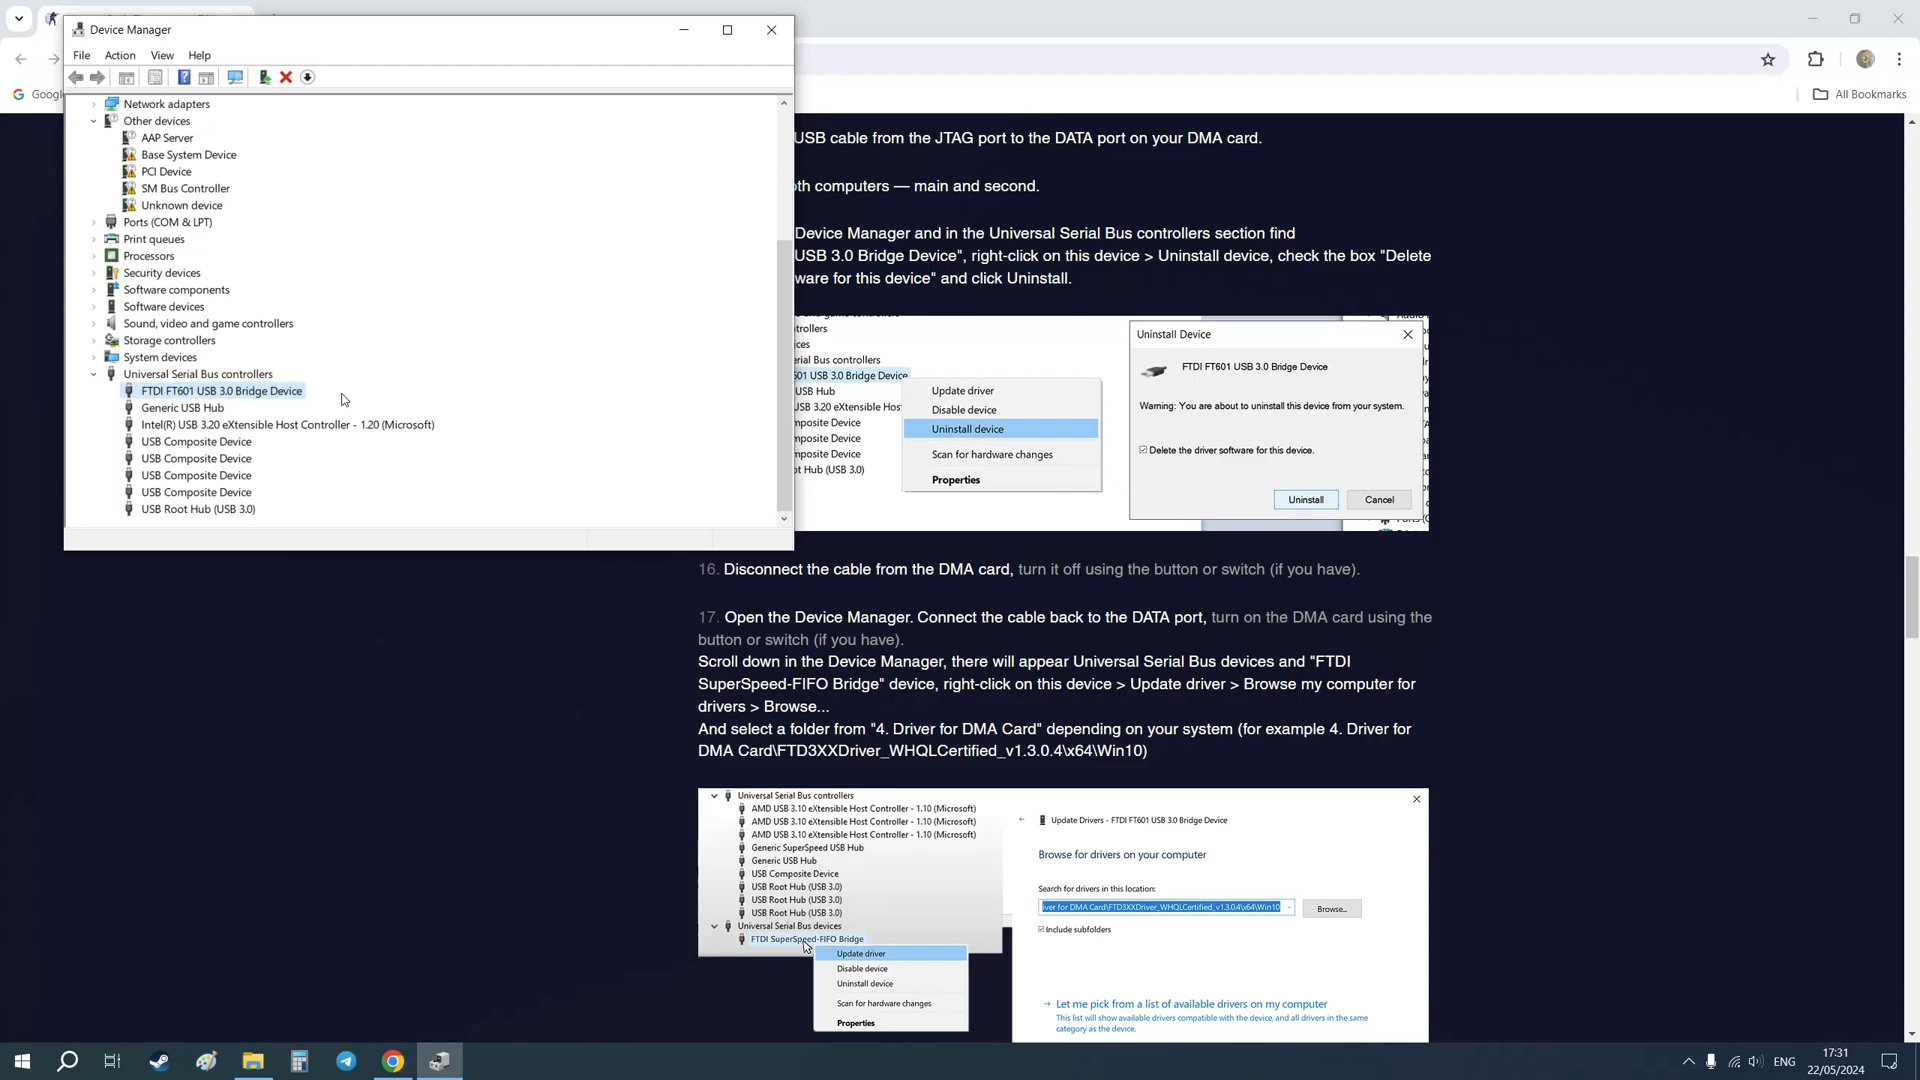 Device Manager
File Action View Help
Google
All Bookmarks
Network adapters
Other devices
AAP Server
Base System Device
PCI Device
SM Bus Controller
Unknown device
Ports (COM & LPT)
Print queues
Processors
Security devices
Software components
Software devices
Sound, video and game controllers
Storage controllers
System devices
Universal Serial Bus controllers
FTDI FT601 USB 3.0 Bridge Device
Generic USB Hub
Intel(R) USB 3.20 eXtensible Host Controller - 1.20 (Microsoft)
USB Composite Device
USB Composite Device
USB Composite Device
USB Composite Device
USB Root Hub (USB 3.0)
USB cable from the JTAG port to the DATA port on your DMA card.
oth computers — main and second.
Device Manager and in the Universal Serial Bus controllers section find
USB 3.0 Bridge Device", right-click on this device > Uninstall device, check the box "Delete
ware for this device" and click Uninstall.
trollers
ices
erial Bus controllers
601 USB 3.0 Bridge Device
USB Hub
SB 3.20 eXtensible Hos
mposite Device
mposite Device
mposite Device
ot Hub (USB 3.0)
Update driver
Disable device
Uninstall device
Scan for hardware changes
Properties
Uninstall Device
FTDI FT601 USB 3.0 Bridge Device
Warning: You are about to uninstall this device from your system.
Delete the driver software for this device.
Uninstall Cancel
16. Disconnect the cable from the DMA card, turn it off using the button or switch (if you have).
17. Open the Device Manager. Connect the cable back to the DATA port, turn on the DMA card using the
button or switch (if you have).
Scroll down in the Device Manager, there will appear Universal Serial Bus devices and "FTDI
SuperSpeed-FIFO Bridge" device, right-click on this device > Update driver > Browse my computer for
drivers > Browse...
And select a folder from "4. Driver for DMA Card" depending on your system (for example 4. Driver for
DMA Card\FTD3XXDriver_WHQLCertified_v1.3.0.4\x64\Win10)
Universal Serial Bus controllers
AMD USB 3.10 eXtensible Host Controller - 1.10 (Microsoft)
AMD USB 3.10 eXtensible Host Controller - 1.10 (Microsoft)
AMD USB 3.10 eXtensible Host Controller - 1.10 (Microsoft)
Generic SuperSpeed USB Hub
Generic USB Hub
USB Composite Device
USB Root Hub (USB 3.0)
USB Root Hub (USB 3.0)
USB Root Hub (USB 3.0)
Universal Serial Bus devices
FTDI SuperSpeed-FIFO Bridge
Update driver
Disable device
Uninstall device
Scan for hardware changes
Properties
Update Drivers - FTDI FT601 USB 3.0 Bridge Device
Browse for drivers on your computer
Search for drivers in this location:
iver for DMA Card\FTD3XXDriver_WHQLCertified_v1.3.0.4\x64\Win10
Browse...
Include subfolders
Let me pick from a list of available drivers on my computer
This list will show available drivers compatible with the device, and all drivers in the same
category as the device.
ENG
17:31
22/05/2024